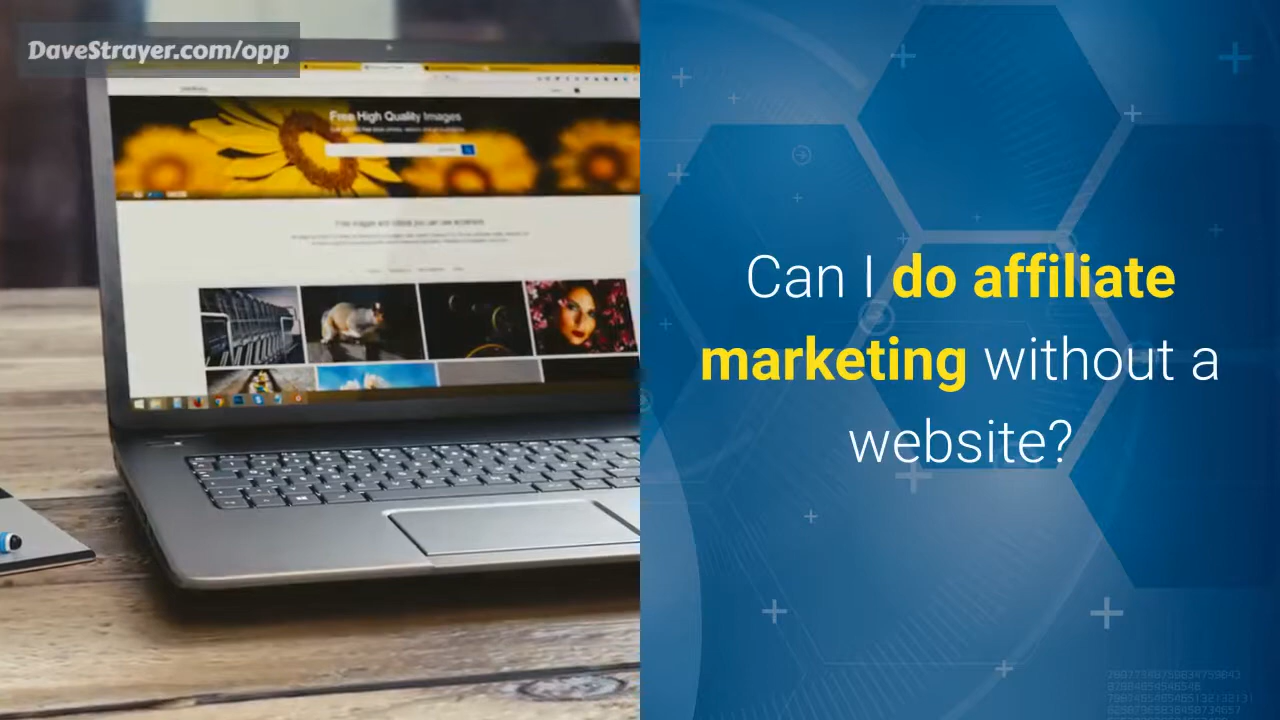 DaveStrayer.com/opp
Free High Quality Images
Can I do affiliate
marketing without a
website?